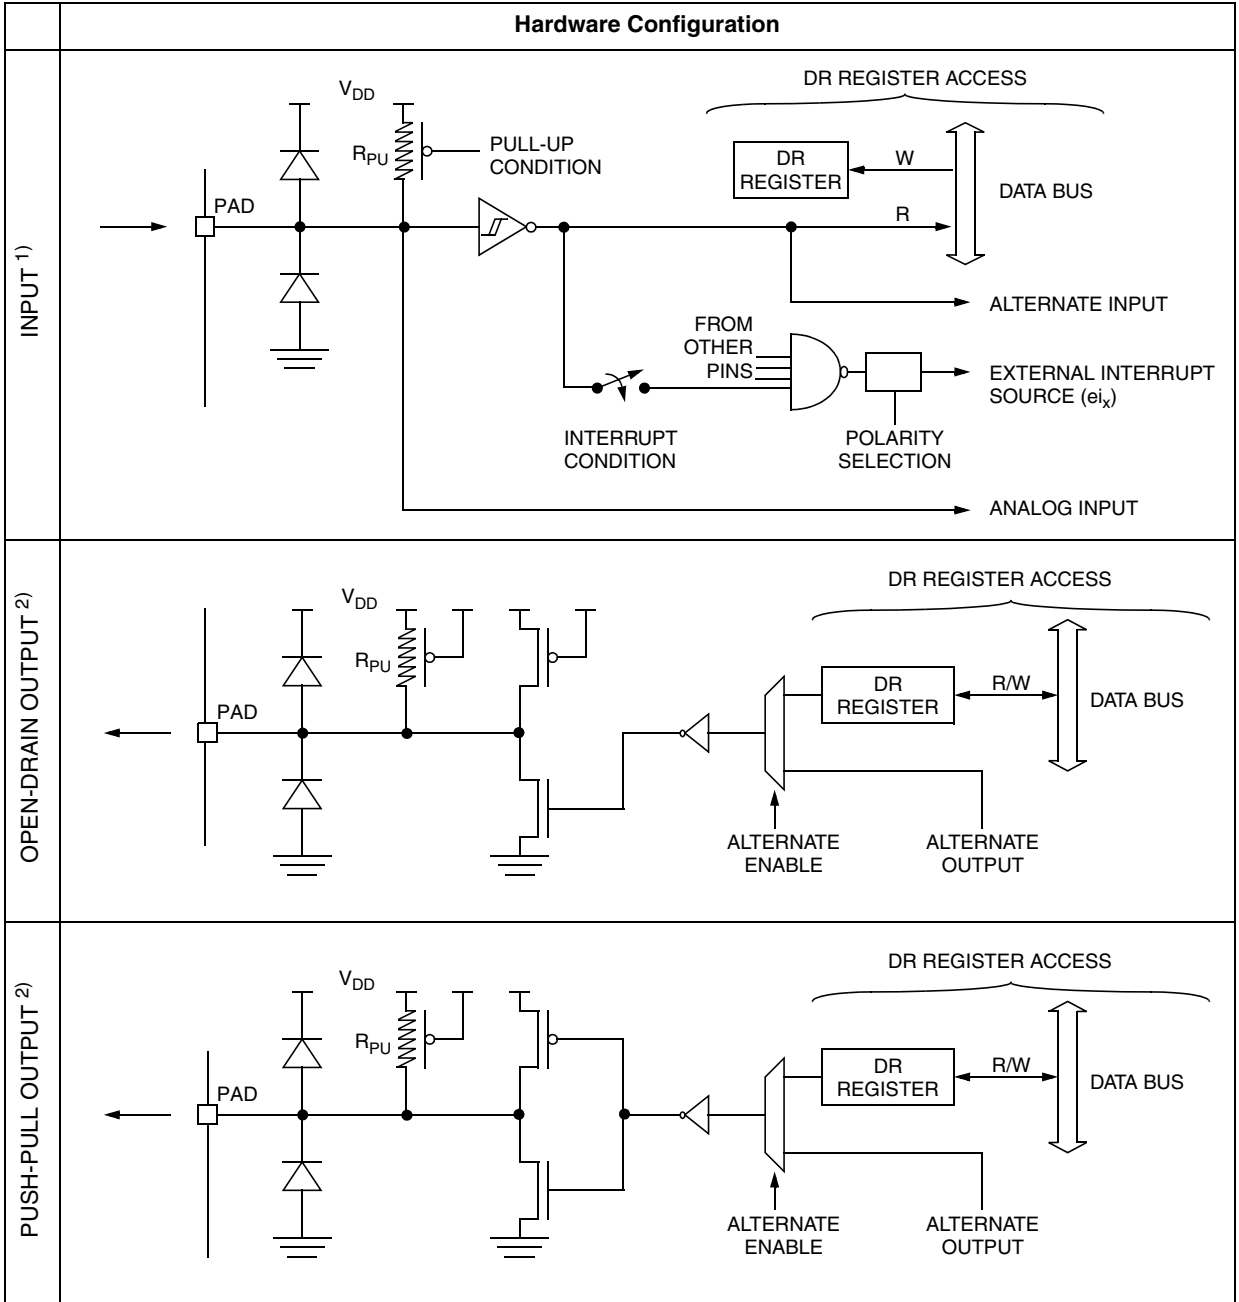 Hardware Configuration
INPUT 1)
DR REGISTER ACCESS
VDD
RPU
PULL-UP
CONDITION
DR
REGISTER
W
DATA BUS
PAD
R
ALTERNATE INPUT
FROM
OTHER
PINS
EXTERNAL INTERRUPT
SOURCE (eix)
INTERRUPT
CONDITION
POLARITY
SELECTION
ANALOG INPUT
OPEN-DRAIN OUTPUT 2)
DR REGISTER ACCESS
VDD
RPU
DR
REGISTER
R/W
DATA BUS
PAD
ALTERNATE
ENABLE
ALTERNATE
OUTPUT
PUSH-PULL OUTPUT 2)
DR REGISTER ACCESS
VDD
RPU
DR
REGISTER
R/W
DATA BUS
PAD
ALTERNATE
ENABLE
ALTERNATE
OUTPUT